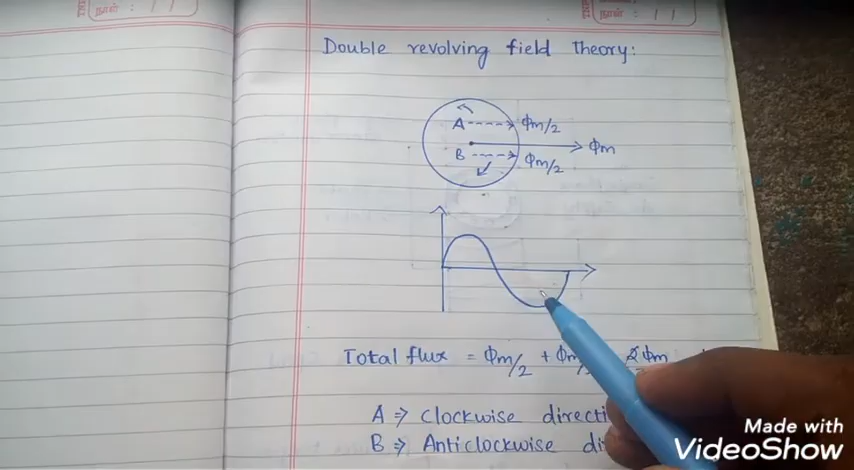 நாள்:
நாள்:
Double revolving field Theory:
A Φm/2
Φm
B Φm/2
Total flux = Φm/2 + Φm/ 2Φm
A ⇒ Clockwise
B ⇒ Anticlockwise
Made with
VideoShow